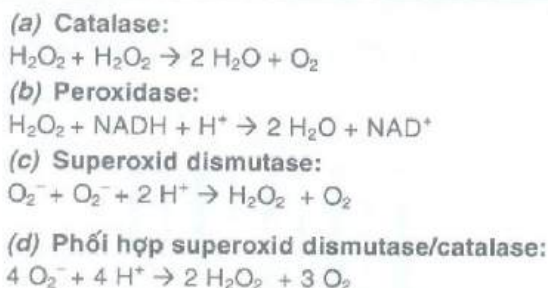 (a) Catalase:
H₂O₂ + H₂O₂ → 2 H₂O + O₂
(b) Peroxidase:
H₂O₂ + NADH + H⁺ → 2 H₂O + NAD⁺
(c) Superoxid dismutase:
O₂⁻ + O₂⁻ + 2 H⁺ → H₂O₂ + O₂
(d) Phối hợp superoxid dismutase/catalase:
4 O₂⁻ + 4 H⁺ → 2 H₂O₂ + 3 O₂